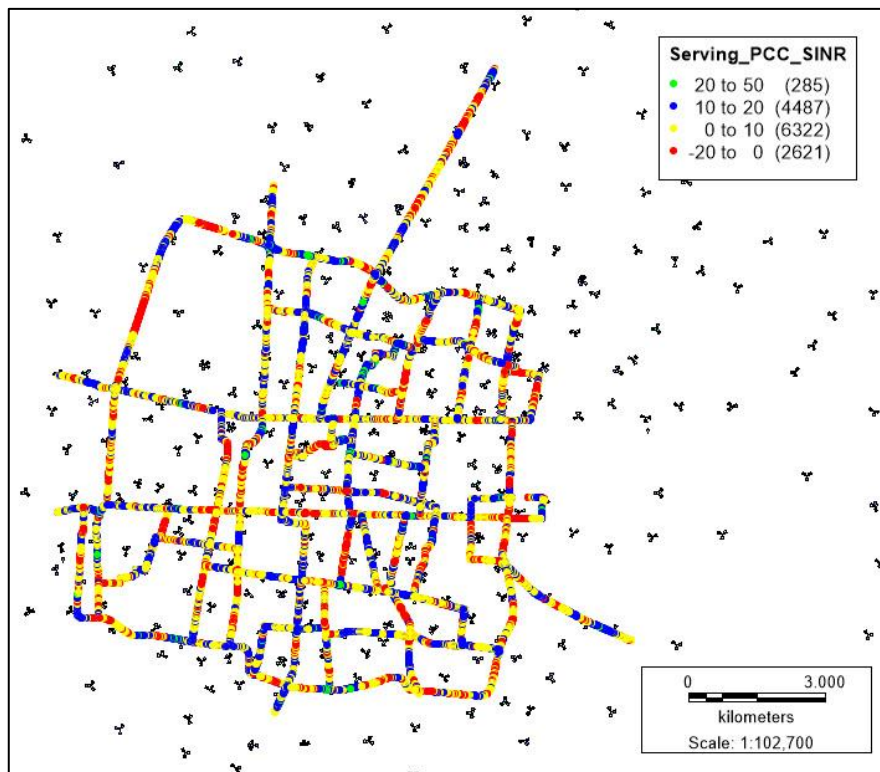 Serving_PCC_SINR
20 to 50 (285)
10 to 20 (4487)
0 to 10 (6322)
-20 to 0 (2621)
0 3.000
kilometers
Scale: 1:102,700